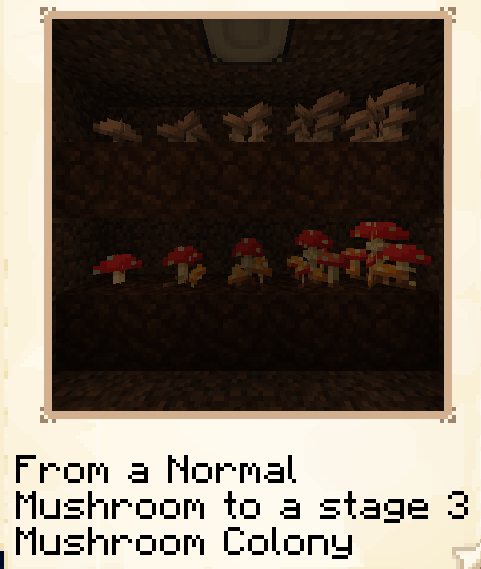 From a Normal
Mushroom to a stage 3
Mushroom Colony